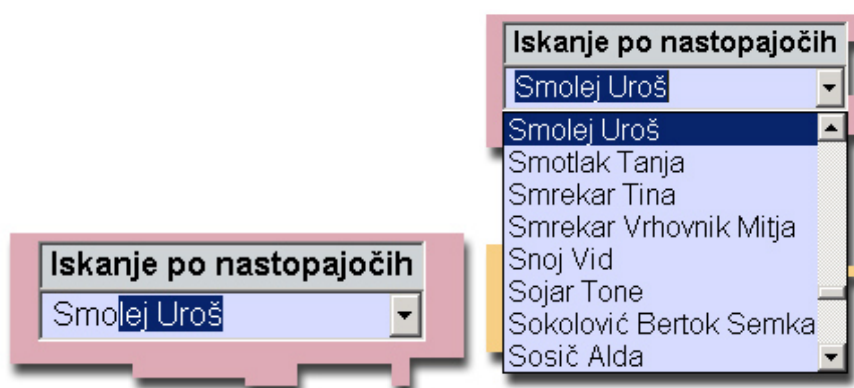 Iskanje po nastopajočih
Smolej Uroš
Iskanje po nastopajočih
Smolej Uroš
Smolej Uroš
Smotlak Tanja
Smrekar Tina
Smrekar Vrhovnik Mitja
Snoj Vid
Sojar Tone
Sokolović Bertok Semka
Sosič Alda